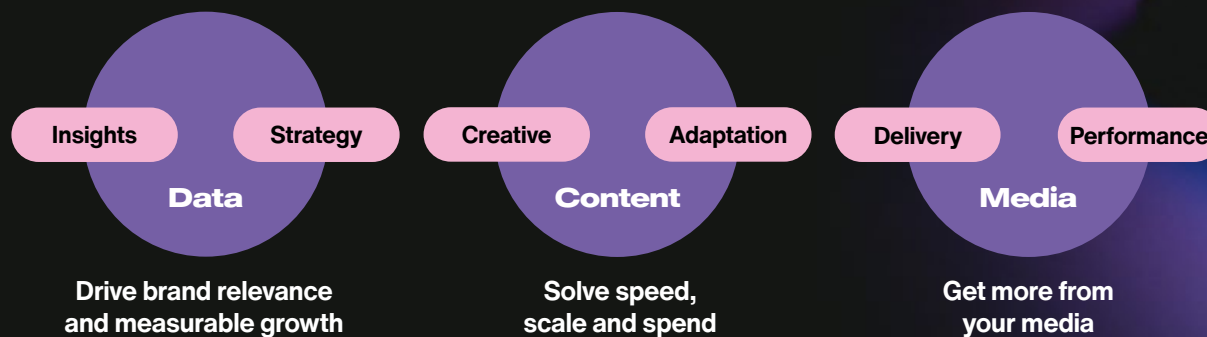 Insights
Strategy
Data
Drive brand relevance
and measurable growth
Creative
Adaptation
Content
Solve speed,
scale and spend
Delivery
Performance
Media
Get more from
your media